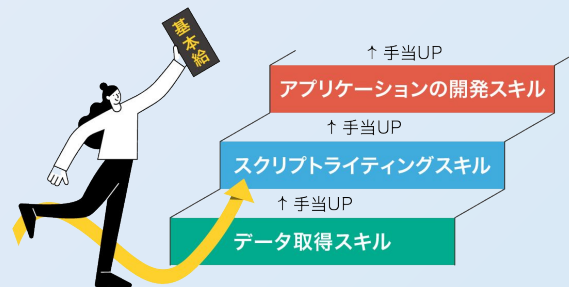 基本給
↑ 手当UP
アプリケーションの開発スキル
↑ 手当UP
スクリプトライティングスキル
↑ 手当UP
データ取得スキル